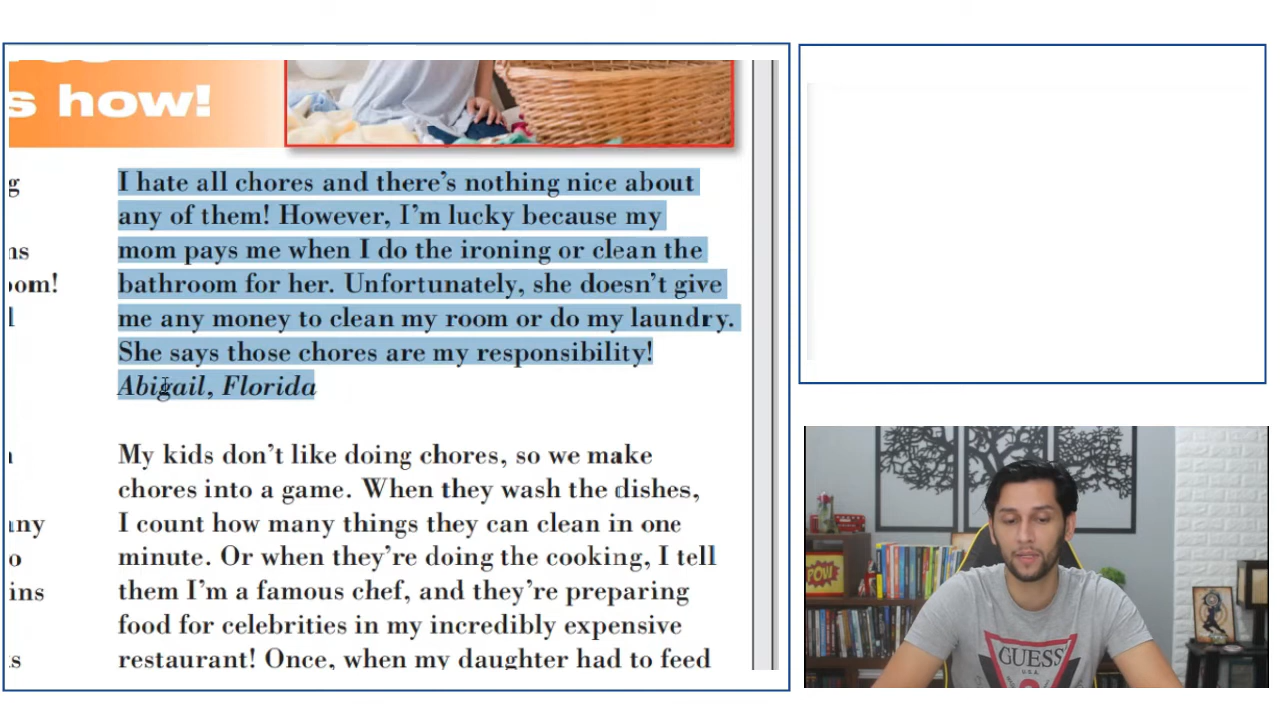 s how!
I hate all chores and there's nothing nice about
any of them! However, I'm lucky because my
mom pays me when I do the ironing or clean the
bathroom for her. Unfortunately, she doesn't give
me any money to clean my room or do my laundry.
She says those chores are my responsibility!
Abigail, Florida
My kids don't like doing chores, so we make
chores into a game. When they wash the dishes,
I count how many things they can clean in one
minute. Or when they're doing the cooking, I tell
them I'm a famous chef, and they're preparing
food for celebrities in my incredibly expensive
restaurant! Once, when my daughter had to feed
POW!
GUESS
U.S.A.